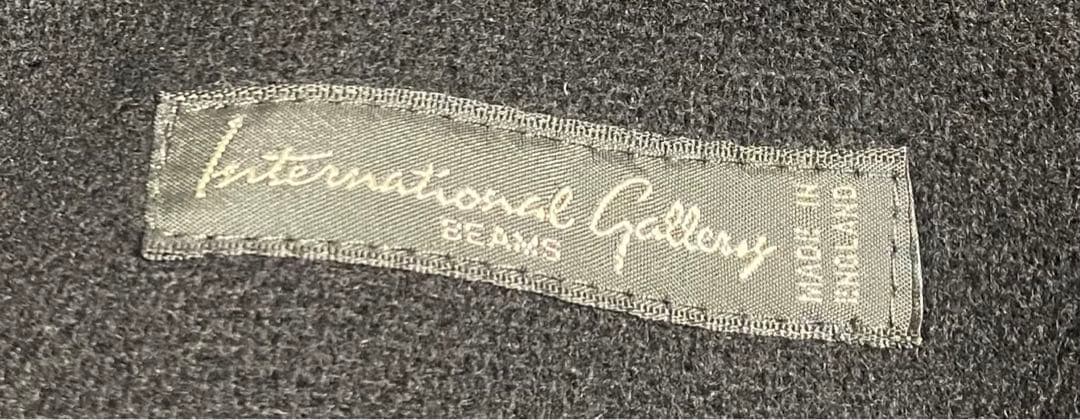 International Gallery
BEAMS
MADE IN
ENGLAND